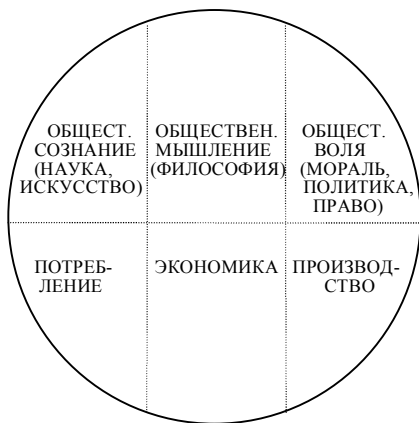 ОБЩЕСТ.
СОЗНАНИЕ
(НАУКА,
ИСКУССТВО)
ОБЩЕСТВЕН.
МЫШЛЕНИЕ
(ФИЛОСОФИЯ)
ОБЩЕСТ.
ВОЛЯ
(МОРАЛЬ,
ПОЛИТИКА,
ПРАВО)
ПОТРЕБ-
ЛЕНИЕ
ЭКОНОМИКА
ПРОИЗВОД-
СТВО